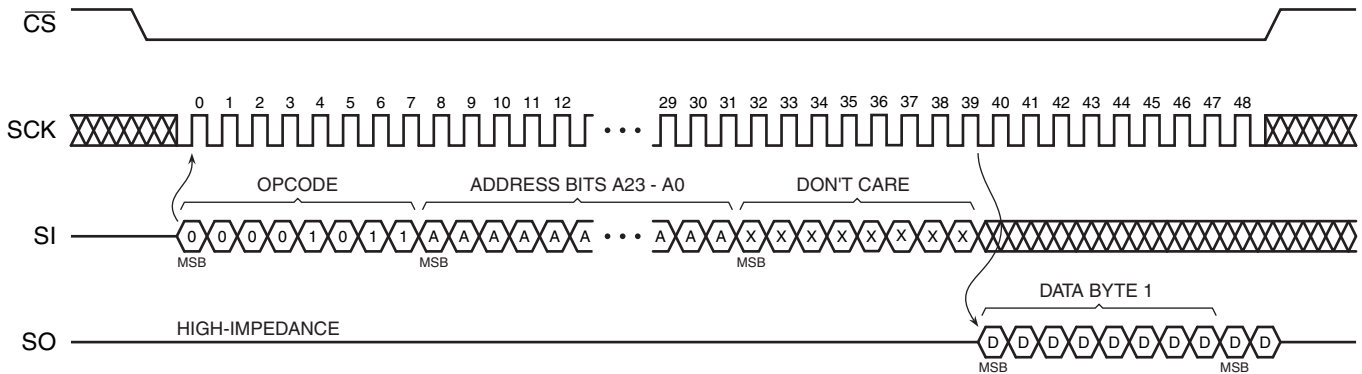 CS
0 1 2 3 4 5 6 7 8 9 10 11 12 29 30 31 32 33 34 35 36 37 38 39 40 41 42 43 44 45 46 47 48
SCK
•••
OPCODE ADDRESS BITS A23 - A0 DON'T CARE
SI 0 0 0 0 1 0 1 1 A A A A A A ••• A A A X X X X X X X X
MSB MSB MSB
DATA BYTE 1
HIGH-IMPEDANCE
SO D D D D D D D D D D
MSB MSB